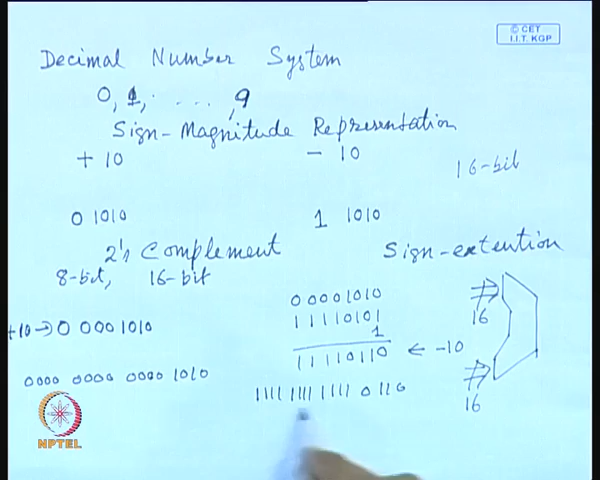 © CET
I.I.T. KGP
Decimal Number System
0, 1, . . . . , 9
Sign-Magnitude Representation
+ 10 - 10
16-bit
0 1010 1 1010
2's Complement Sign-extention
8-bit, 16-bit
00001010
11110101
1
11110110 ← -10
+10 → 0 0001010
0000 0000 0000 1010
1111 1111 1111 0110
16
16
NPTEL